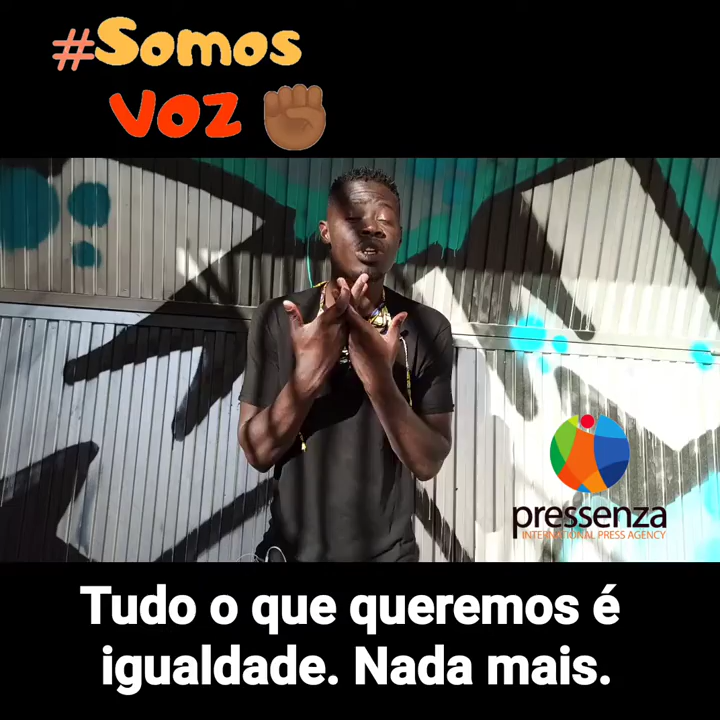 #Somos
voz
pressenza
INTERNATIONAL PRESS AGENCY
Tudo o que queremos é
igualdade. Nada mais.